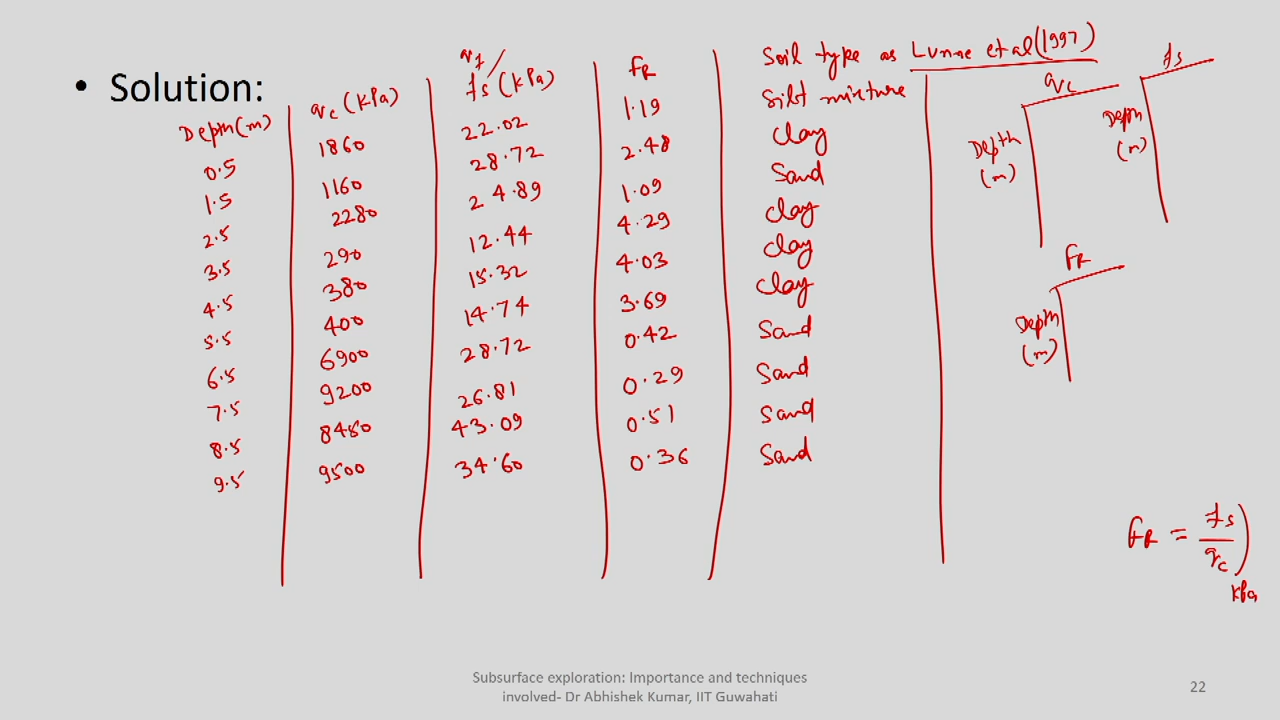 • Solution:
Depth(m) qc (kPa) fs (kPa) FR Soil type as Lunne et al (1997)
0.5 1860 22.02 1.19 Silt mixture
1.5 1160 28.72 2.48 Clay
2.5 2280 24.89 1.09 Sand
3.5 290 12.44 4.29 Clay
4.5 380 15.32 4.03 Clay
5.5 400 14.74 3.69 Clay
6.5 6900 28.72 0.42 Sand
7.5 9200 26.81 0.29 Sand
8.5 8450 43.09 0.51 Sand
9.5 9500 34.60 0.36 Sand
qc
Depth
(m)
fs
Depth
(m)
FR
Depth
(m)
FR = fs / qc
kPa
Subsurface exploration: Importance and techniques
involved- Dr Abhishek Kumar, IIT Guwahati
22